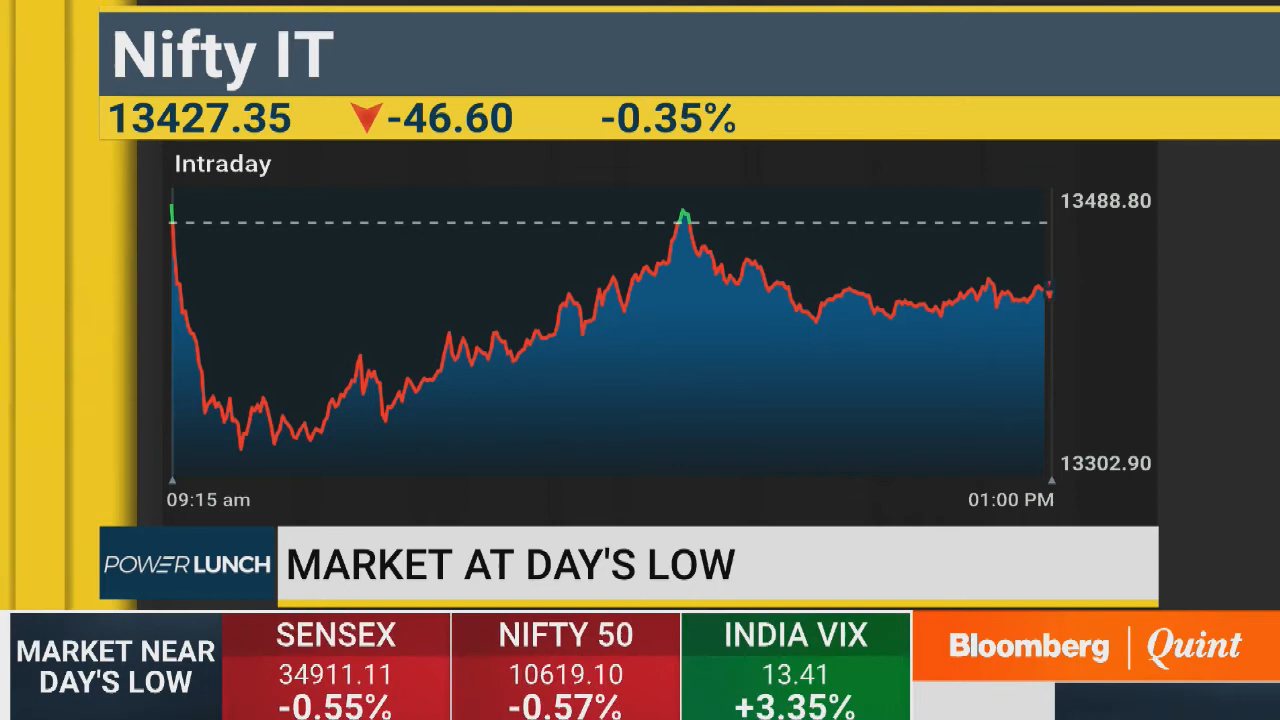 Nifty IT
13427.35 -46.60 -0.35%
Intraday
13488.80
13302.90
09:15 am 01:00 PM
POWER LUNCH MARKET AT DAY'S LOW
MARKET NEAR
DAY'S LOW
SENSEX
34911.11
-0.55%
NIFTY 50
10619.10
-0.57%
INDIA VIX
13.41
+3.35%
Bloomberg | Quint